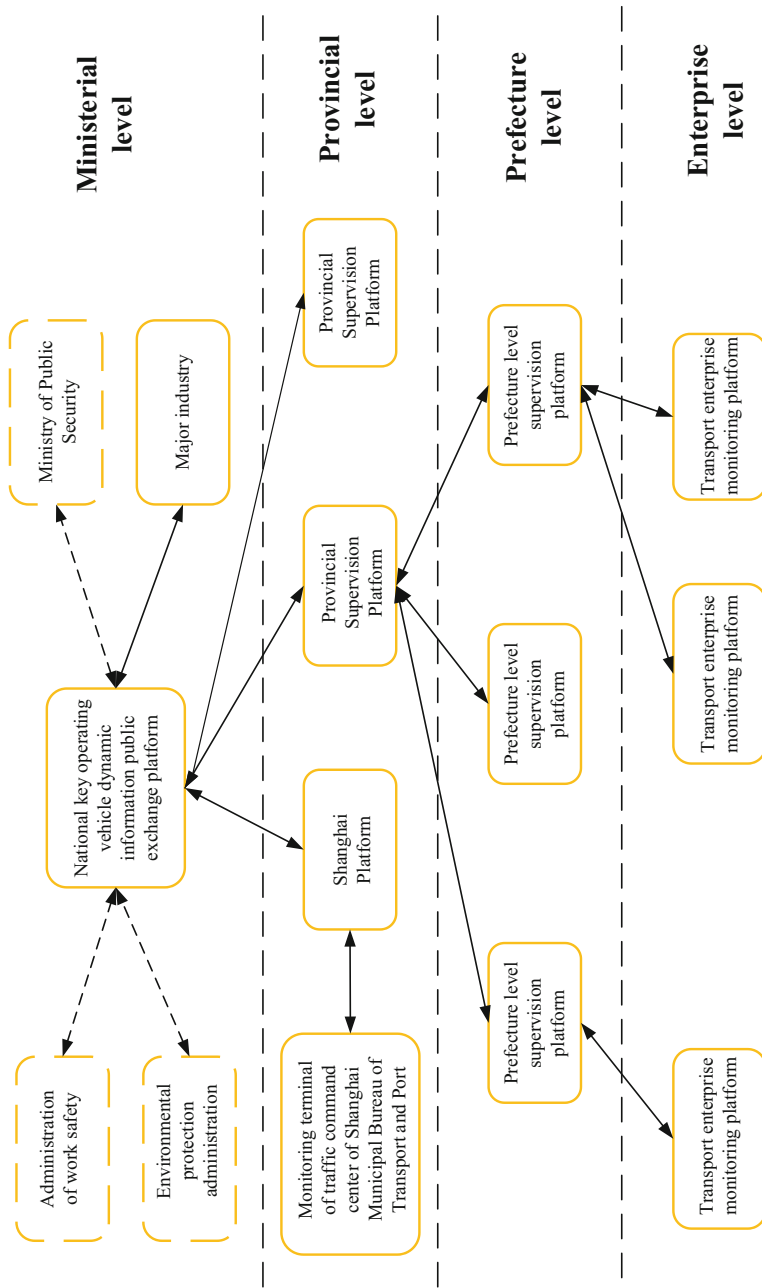 Administration
of work safety
Ministry of Public
Security
Environmental
protection
administration
National key operating
vehicle dynamic
information public
exchange platform
Major industry
Ministerial
level
Monitoring terminal
of traffic command
center of Shanghai
Municipal Bureau of
Transport and Port
Shanghai
Platform
Provincial
Supervision
Platform
Provincial
Supervision
Platform
Provincial
level
Prefecture level
supervision
platform
Prefecture level
supervision
platform
Prefecture level
supervision
platform
Prefecture
level
Transport enterprise
monitoring platform
Transport enterprise
monitoring platform
Transport enterprise
monitoring platform
Enterprise
level